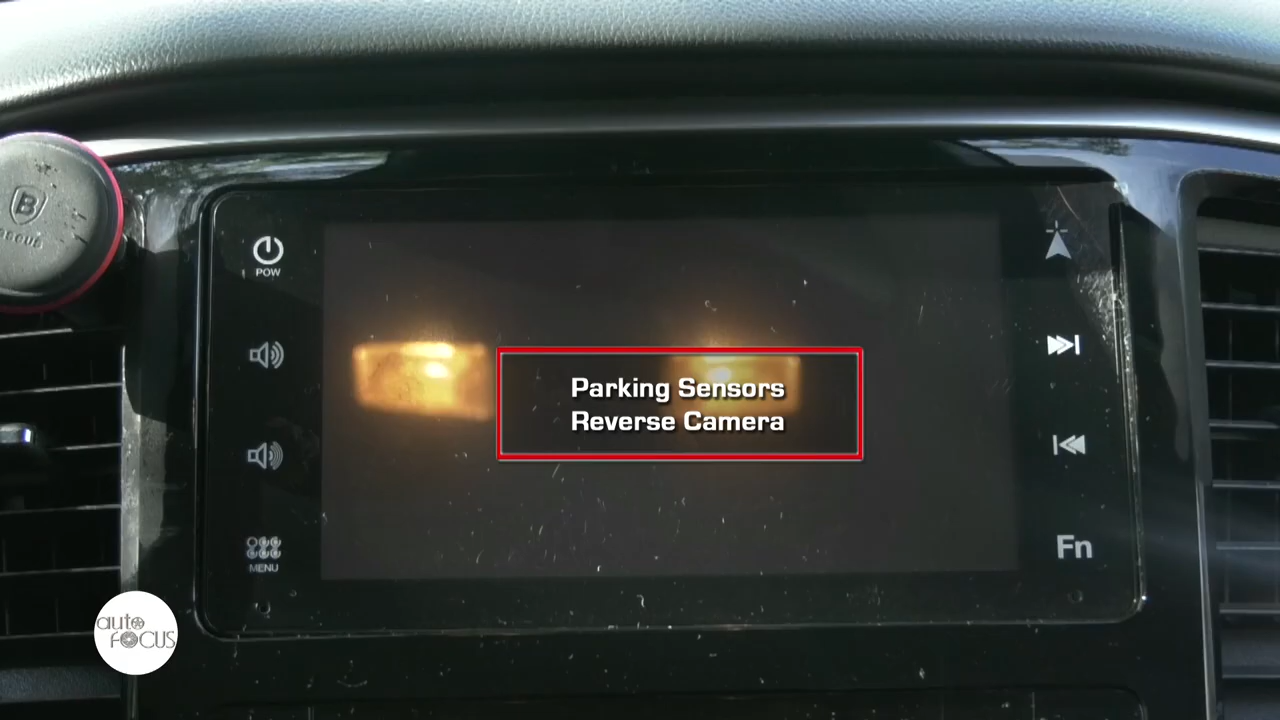 B
POW
Parking Sensors
Reverse Camera
Fn
MENU
auto
FOCUS